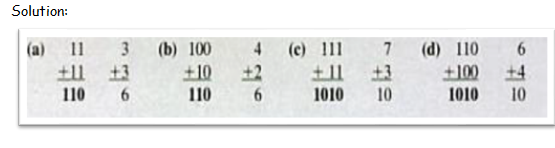 Solution:
(a) 11 3 (b) 100 4 (c) 111 7 (d) 110 6
+11 +3 +10 +2 +11 +3 +100 +4
110 6 110 6 1010 10 1010 10